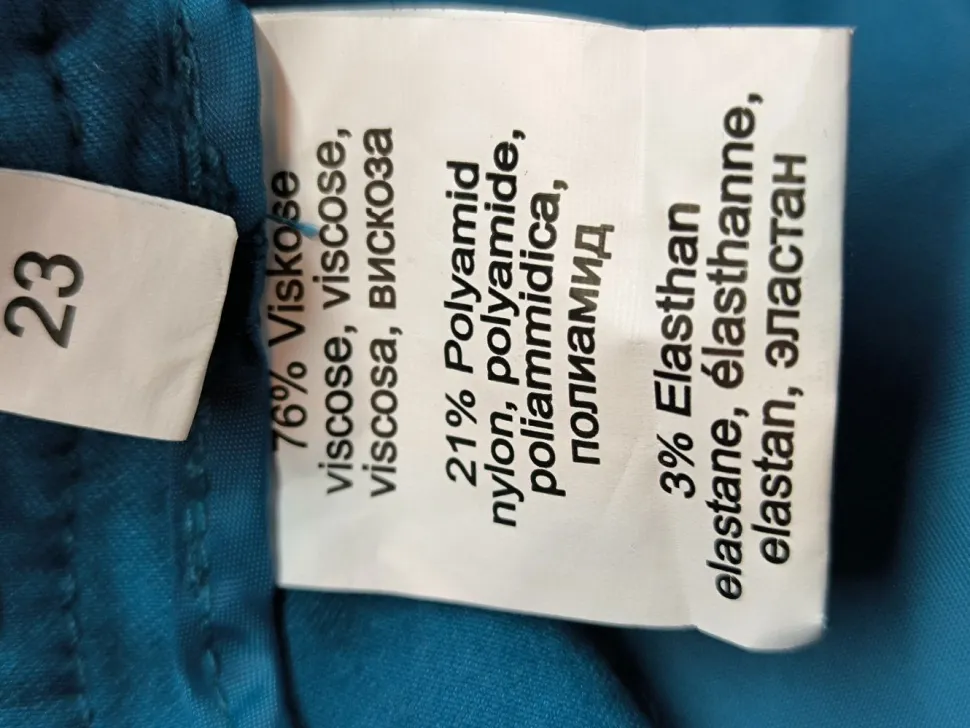 23
76% Viskose
viscose, viscose,
viscosa, вискоза
21% Polyamid
nylon, polyamide,
poliammidica,
полиамид
3% Elasthan
elastane, élasthanne,
elastan, эластан